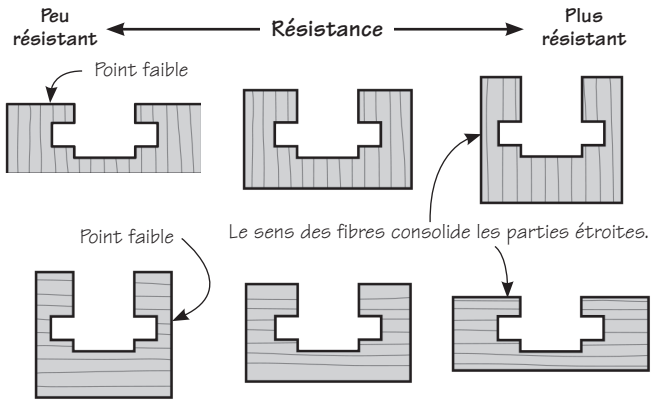 Peu
résistant
Résistance
Plus
résistant
Point faible
Le sens des fibres consolide les parties étroites.
Point faible